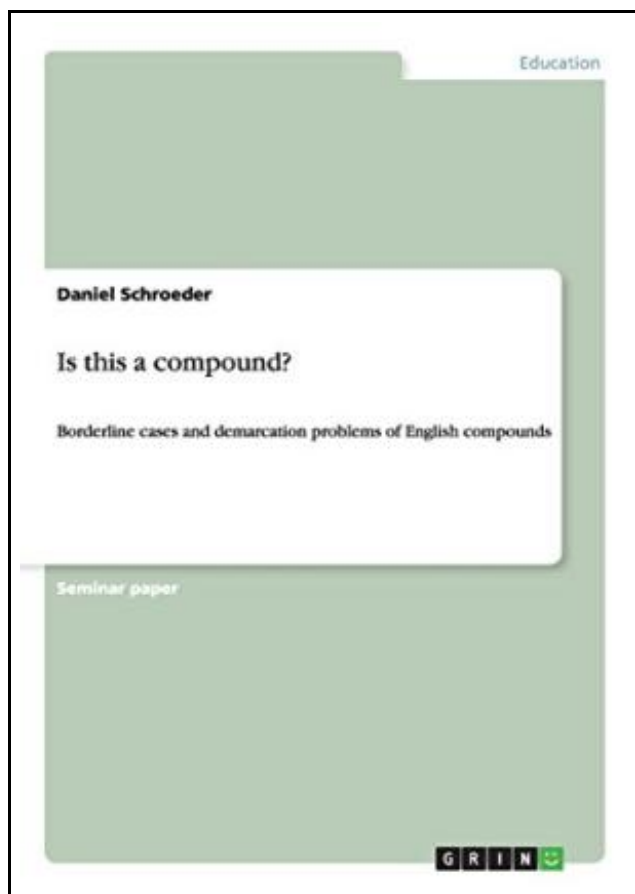 Education
Daniel Schroeder
Is this a compound?
Borderline cases and demarcation problems of English compounds
Seminar paper
GRIN